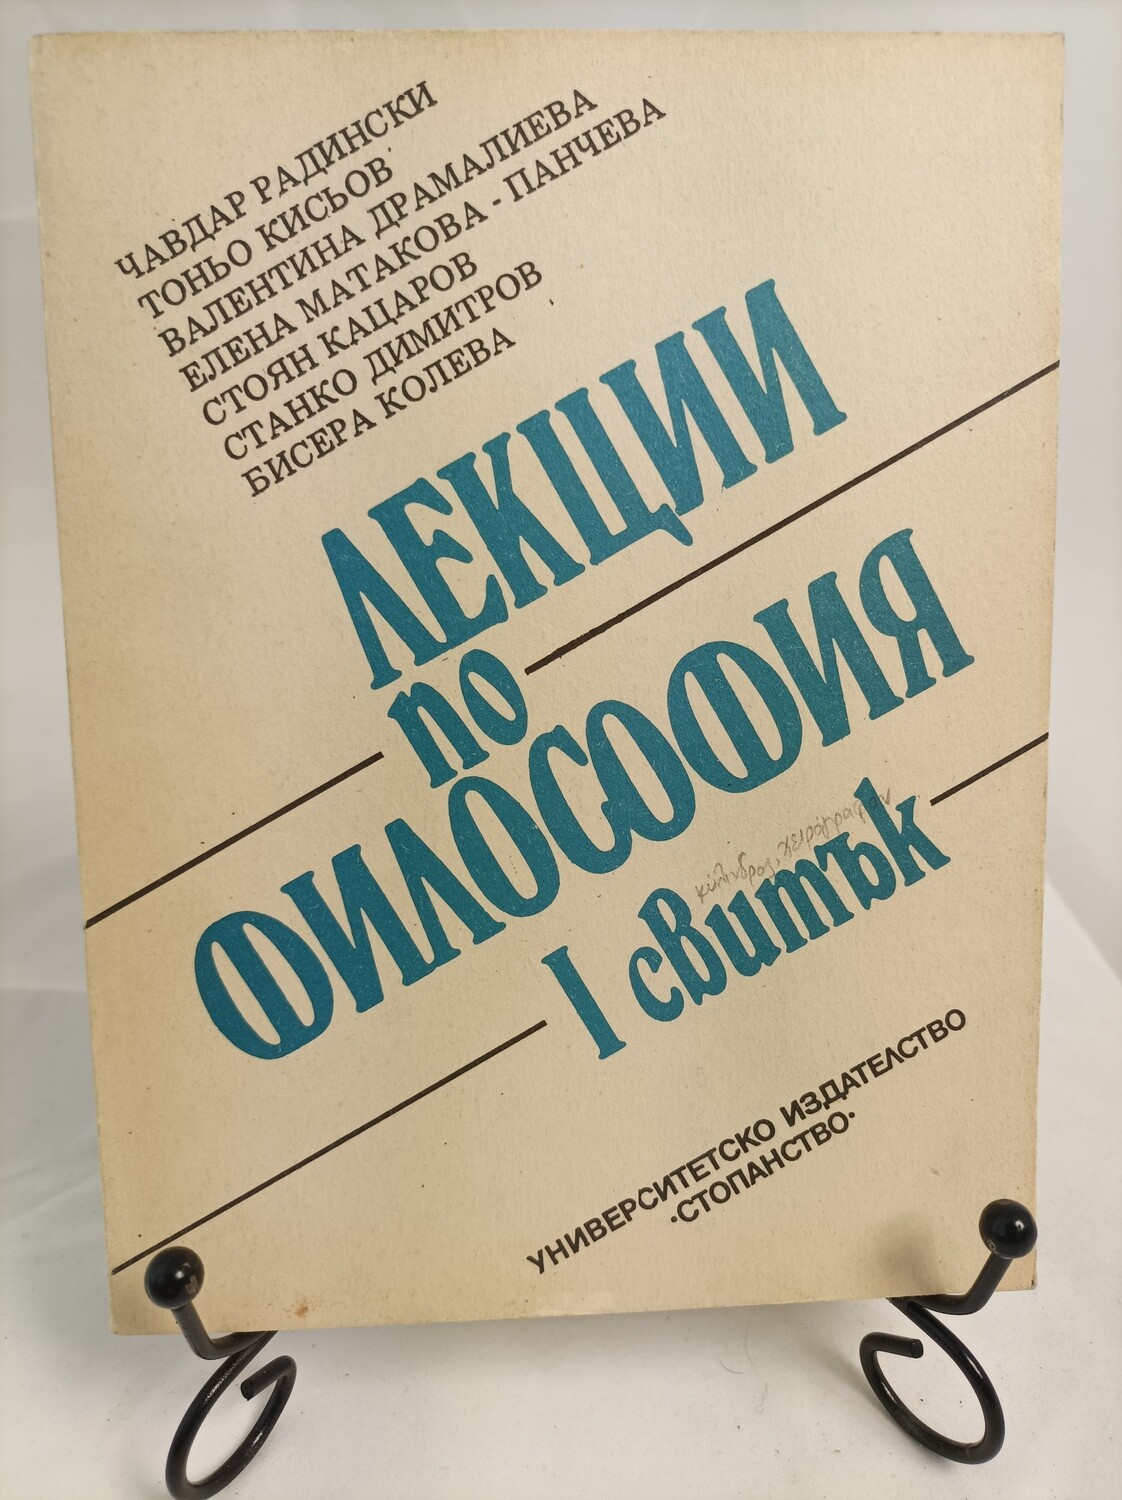 ЧАВДАР РАДИНСКИ
ТОНЬО КИСЬОВ
ВАЛЕНТИНА ДРАМАЛИЕВА
ЕЛЕНА МАТАКОВА - ПАНЧЕВА
СТОЯН КАЦАРОВ
СТАНКО ДИМИТРОВ
БИСЕРА КОЛЕВА
ЛЕКЦИИ
по
ФИЛОСОФИЯ
I свитък
УНИВЕРСИТЕТСКО ИЗДАТЕЛСТВО
·СТОПАНСТВО·